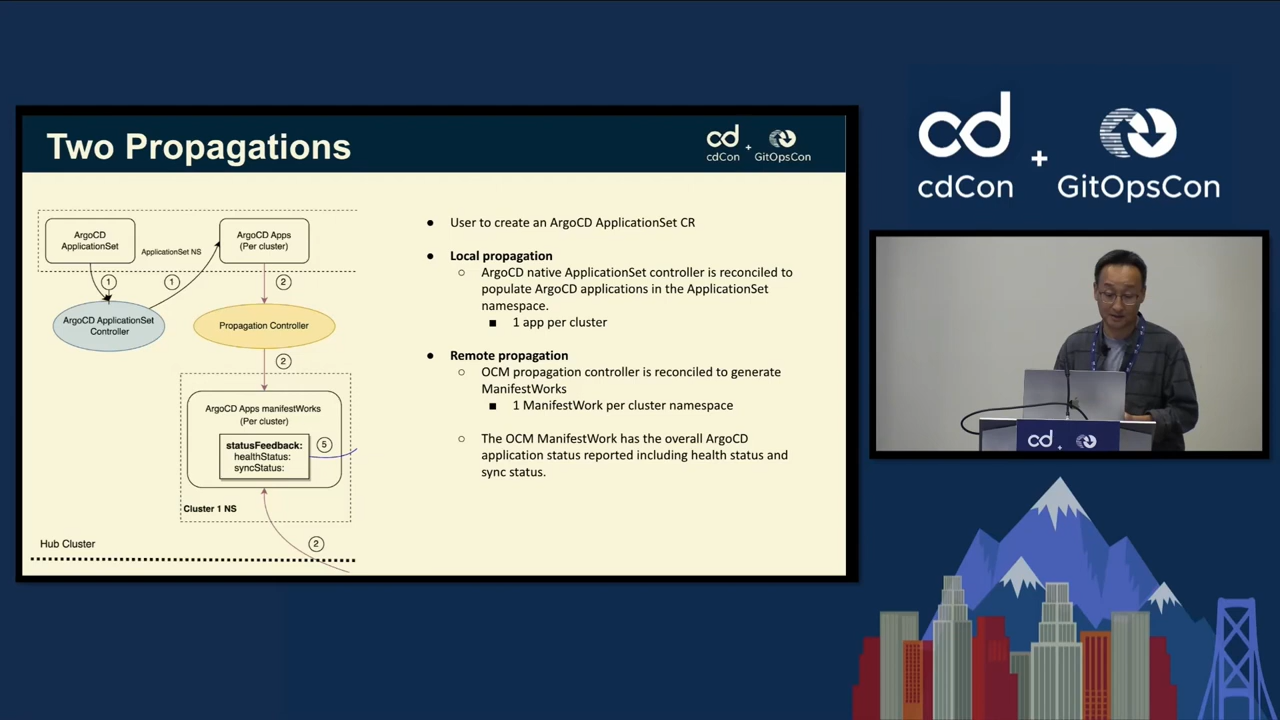 Two Propagations
cd
cdCon
+
GitOpsCon
ArgoCD
ApplicationSet
ApplicationSet NS
ArgoCD Apps
(Per cluster)
1
1
2
ArgoCD ApplicationSet
Controller
Propagation Controller
2
ArgoCD Apps manifestWorks
(Per cluster)
statusFeedback:
healthStatus:
syncStatus:
5
Cluster 1 NS
Hub Cluster
2
● User to create an ArgoCD ApplicationSet CR
● Local propagation
○ ArgoCD native ApplicationSet controller is reconciled to
populate ArgoCD applications in the ApplicationSet
namespace.
■ 1 app per cluster
● Remote propagation
○ OCM propagation controller is reconciled to generate
ManifestWorks
■ 1 ManifestWork per cluster namespace
○ The OCM ManifestWork has the overall ArgoCD
application status reported including health status and
sync status.
cd
cdCon
+
GitOpsCon
cd